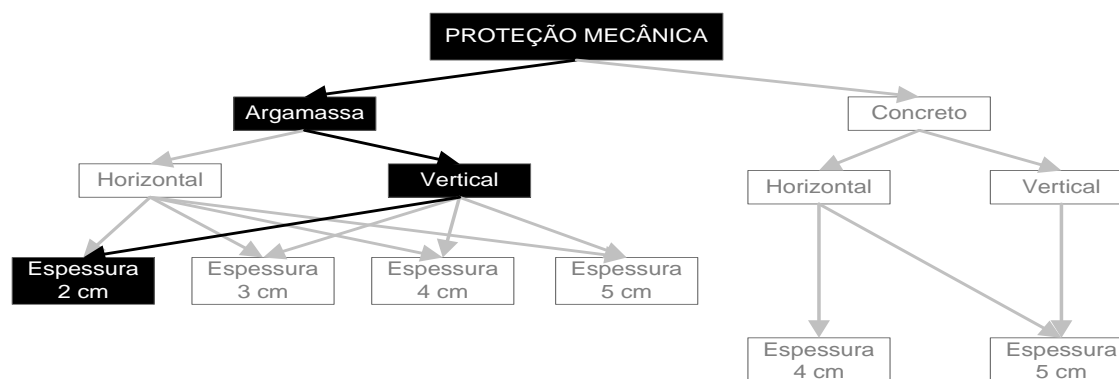 PROTEÇÃO MECÂNICA
Argamassa
Concreto
Horizontal
Vertical
Horizontal
Vertical
Espessura
2 cm
Espessura
3 cm
Espessura
4 cm
Espessura
5 cm
Espessura
4 cm
Espessura
5 cm